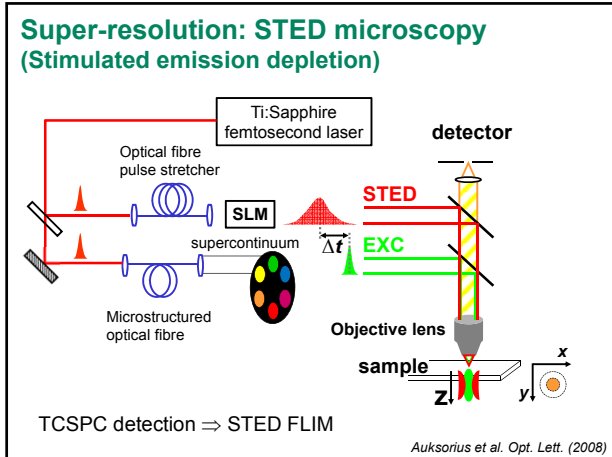 Super-resolution: STED microscopy
(Stimulated emission depletion)
Ti:Sapphire
femtosecond laser
detector
Optical fibre
pulse stretcher
SLM
STED
Δt
EXC
supercontinuum
Microstructured
optical fibre
Objective lens
sample
x
z
y
TCSPC detection ⇒ STED FLIM
Auksorius et al. Opt. Lett. (2008)